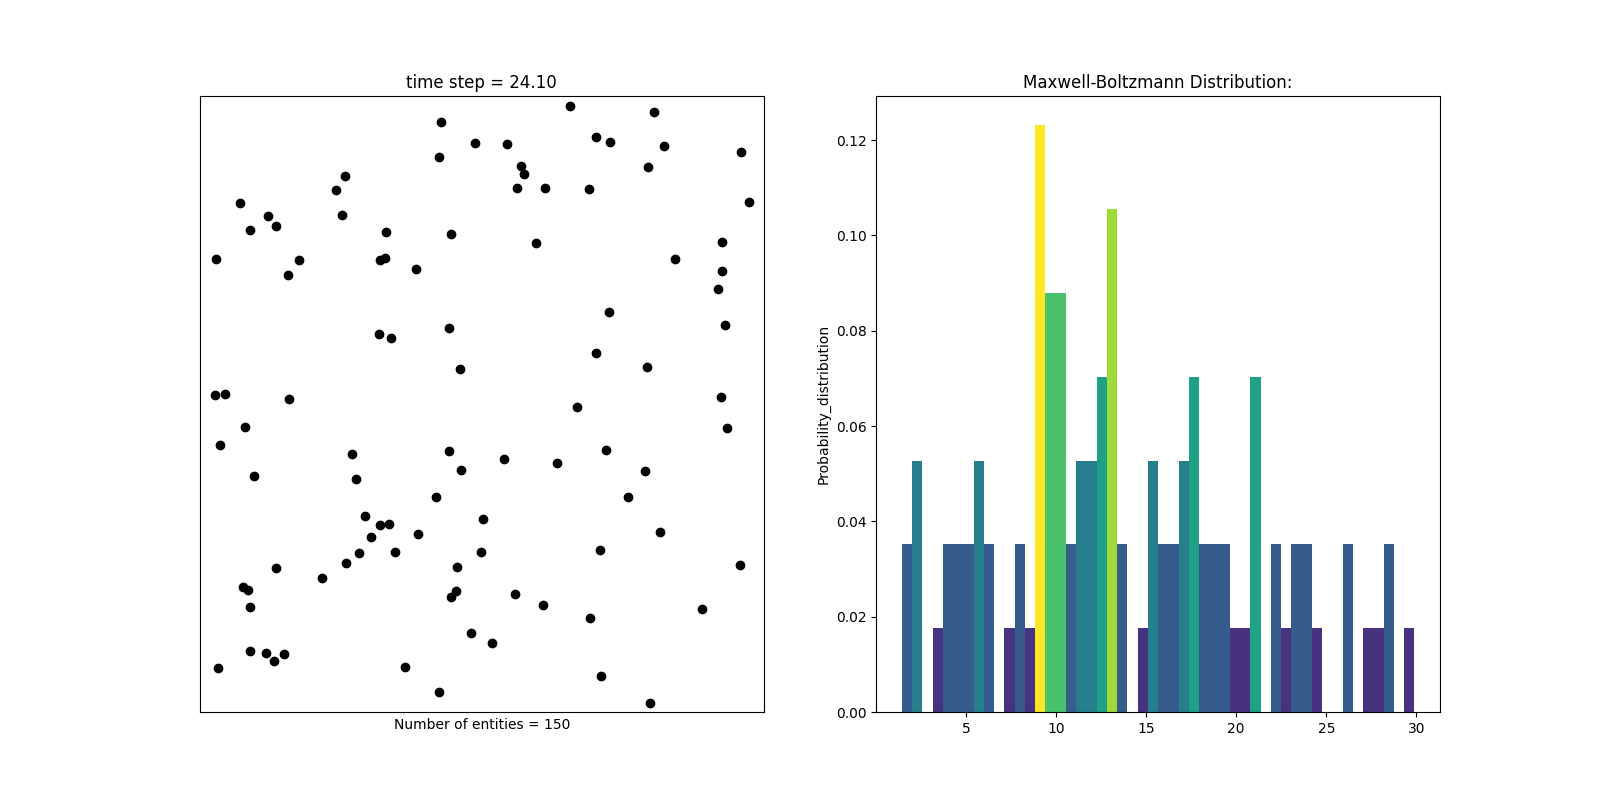 time step = 24.10
Number of entities = 150
Maxwell-Boltzmann Distribution:
Probability_distribution
0.12
0.10
0.08
0.06
0.04
0.02
0.00
5 10 15 20 25 30